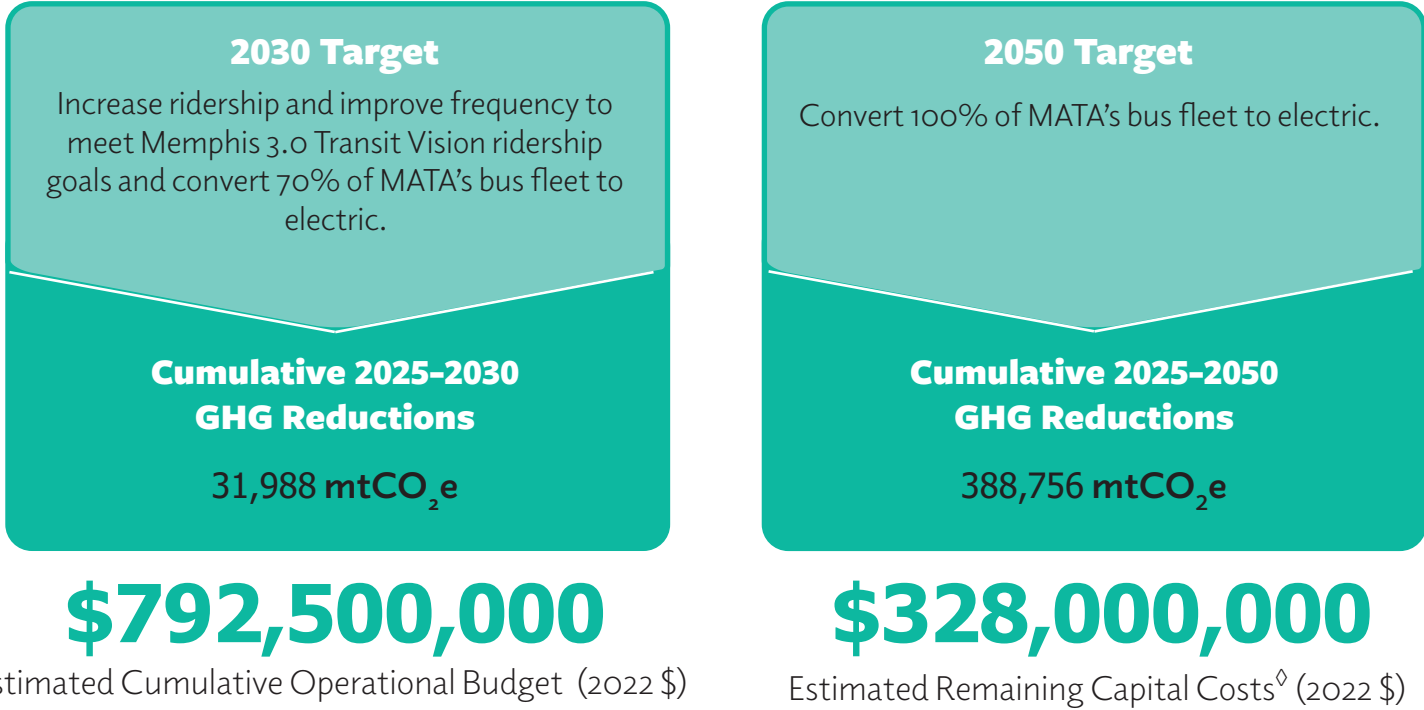 2030 Target
Increase ridership and improve frequency to
meet Memphis 3.0 Transit Vision ridership
goals and convert 70% of MATA’s bus fleet to
electric.
Cumulative 2025–2030
GHG Reductions
31,988 mtCO₂e
$792,500,000
stimated Cumulative Operational Budget (2022 $)
2050 Target
Convert 100% of MATA’s bus fleet to electric.
Cumulative 2025–2050
GHG Reductions
388,756 mtCO₂e
$328,000,000
Estimated Remaining Capital Costs◊ (2022 $)